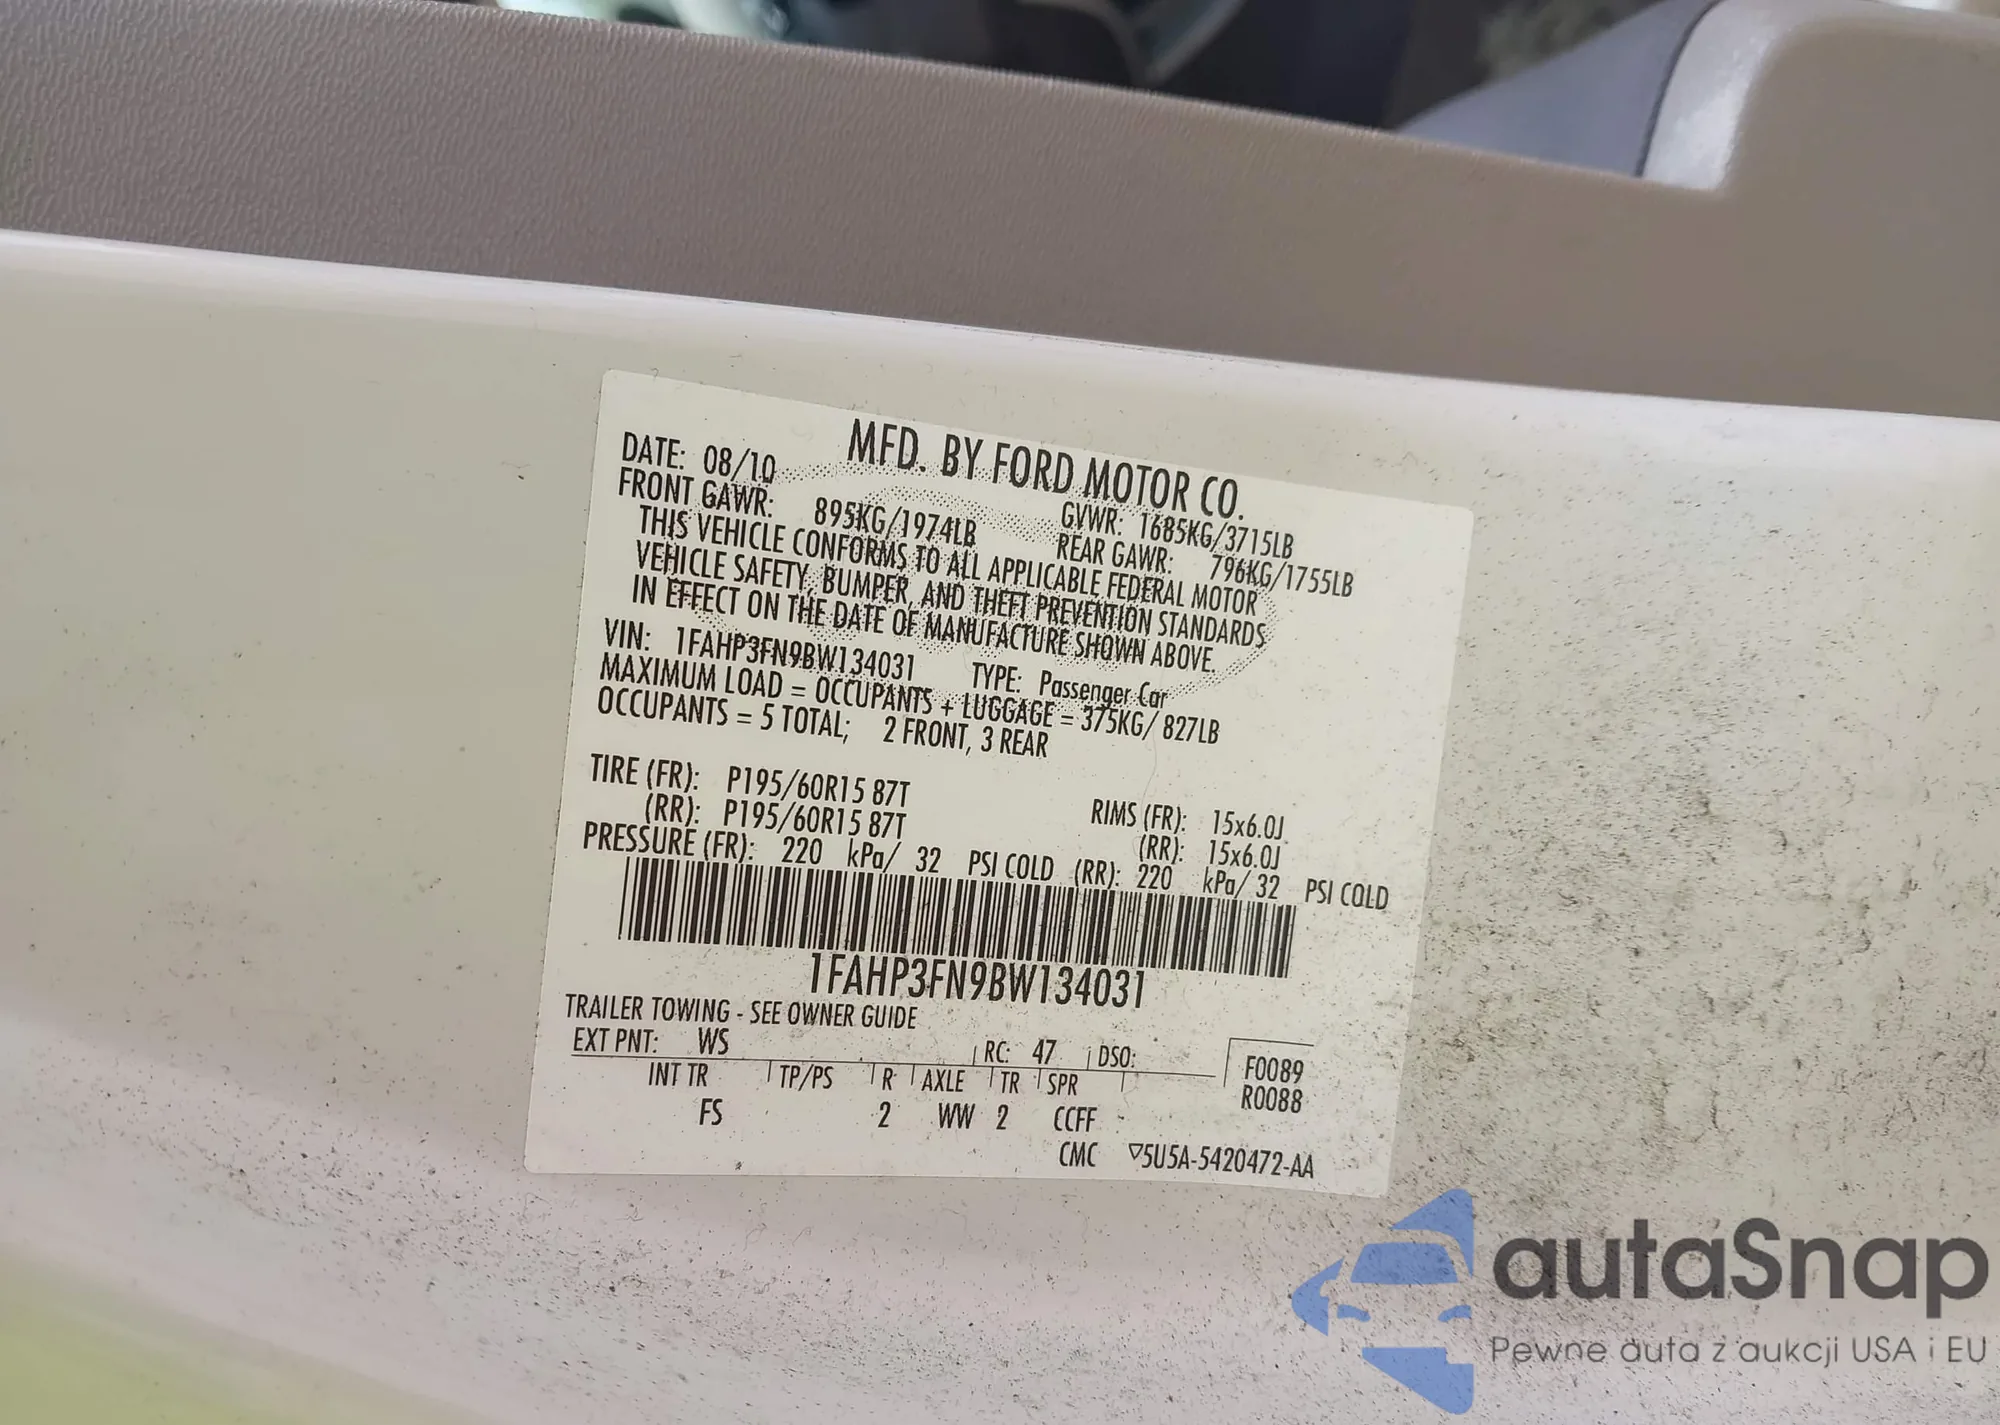 MFD. BY FORD MOTOR CO.
DATE: 08/10
GVWR: 1685KG/3715LB
FRONT GAWR: 895KG/1974LB
REAR GAWR: 796KG/1755LB
THIS VEHICLE CONFORMS TO ALL APPLICABLE FEDERAL MOTOR
VEHICLE SAFETY, BUMPER, AND THEFT PREVENTION STANDARDS
IN EFFECT ON THE DATE OF MANUFACTURE SHOWN ABOVE.
VIN: 1FAHP3FN9BW134031 TYPE: Passenger Car
MAXIMUM LOAD = OCCUPANTS + LUGGAGE = 375KG/ 827LB
OCCUPANTS = 5 TOTAL; 2 FRONT, 3 REAR
TIRE (FR): P195/60R15 87T RIMS (FR): 15x6.0J
(RR): P195/60R15 87T (RR): 15x6.0J
PRESSURE (FR): 220 kPa/ 32 PSI COLD (RR): 220 kPa/ 32 PSI COLD
1FAHP3FN9BW134031
TRAILER TOWING - SEE OWNER GUIDE
EXT PNT: WS RC: 47 DSO:
F0089
R0088
INT TR TP/PS R AXLE TR SPR
FS 2 WW 2 CCFF
CMC ▽5U5A-5420472-AA
autaSnap
Pewne auta z aukcji USA i EU